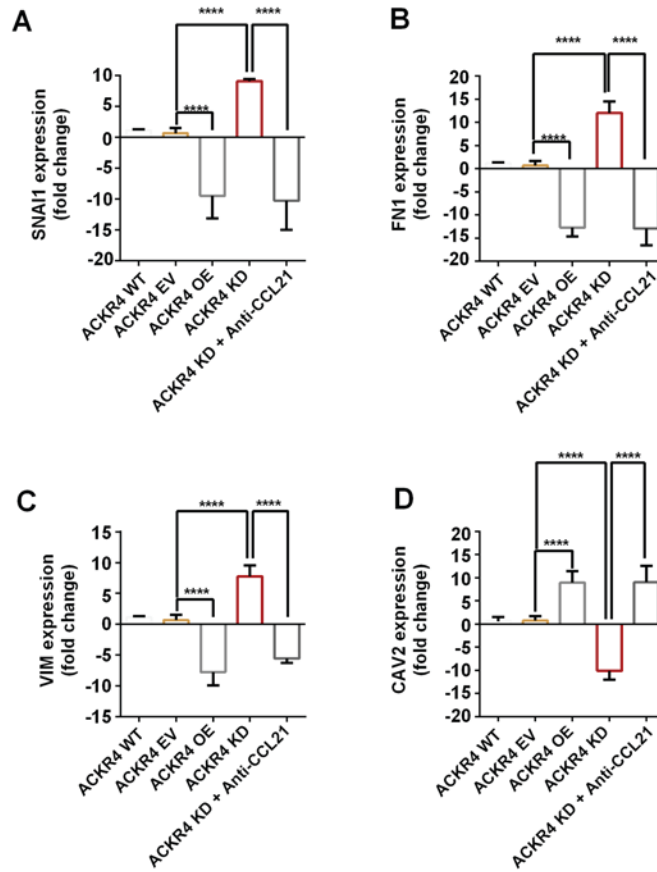 A
**** ****
****
SNAI1 expression
(fold change)
10
5
0
-5
-10
-15
-20
ACKR4 WT
ACKR4 EV
ACKR4 OE
ACKR4 KD
ACKR4 KD + Anti-CCL21
B
**** ****
****
FN1 expression
(fold change)
20
15
10
5
0
-5
-10
-15
-20
ACKR4 WT
ACKR4 EV
ACKR4 OE
ACKR4 KD
ACKR4 KD + Anti-CCL21
C
**** ****
****
VIM expression
(fold change)
15
10
5
0
-5
-10
-15
ACKR4 WT
ACKR4 EV
ACKR4 OE
ACKR4 KD
ACKR4 KD + Anti-CCL21
D
**** ****
****
CAV2 expression
(fold change)
20
15
10
5
0
-5
-10
-15
-20
ACKR4 WT
ACKR4 EV
ACKR4 OE
ACKR4 KD
ACKR4 KD + Anti-CCL21